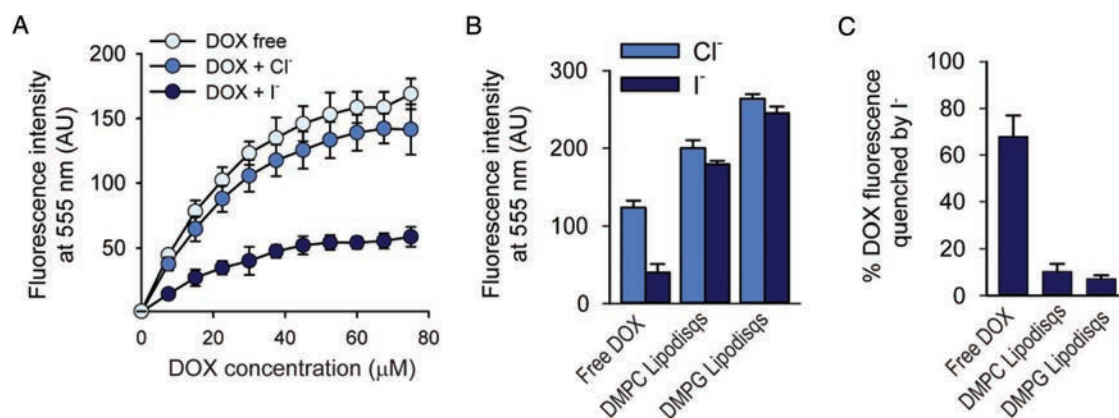 A
DOX free
DOX + Cl⁻
DOX + I⁻
Fluorescence intensity
at 555 nm (AU)
200
150
100
50
0
20
40
60
80
DOX concentration (μM)
B
Cl⁻
I⁻
Fluorescence intensity
at 555 nm (AU)
300
200
100
0
Free DOX
DMPC Lipodisqs
DMPG Lipodisqs
C
% DOX fluorescence
quenched by I⁻
100
80
60
40
20
0
Free DOX
DMPC Lipodisqs
DMPG Lipodisqs